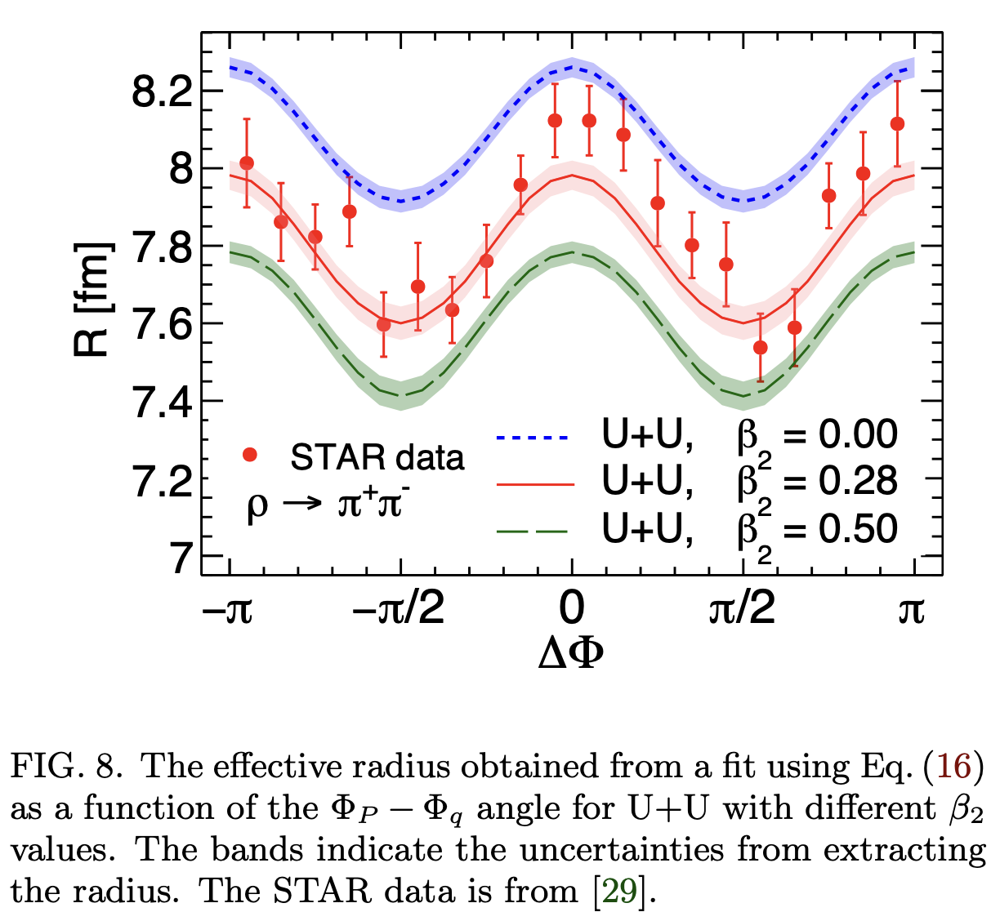 8.2
8
7.8
7.6
7.4
7.2
7
R [fm]
STAR data
ρ → π⁺π⁻
U+U, β₂ = 0.00
U+U, β₂ = 0.28
U+U, β₂ = 0.50
−π −π/2 0 π/2 π
ΔΦ
FIG. 8. The effective radius obtained from a fit using Eq. (16)
as a function of the Φ_P − Φ_q angle for U+U with different β₂
values. The bands indicate the uncertainties from extracting
the radius. The STAR data is from [29].